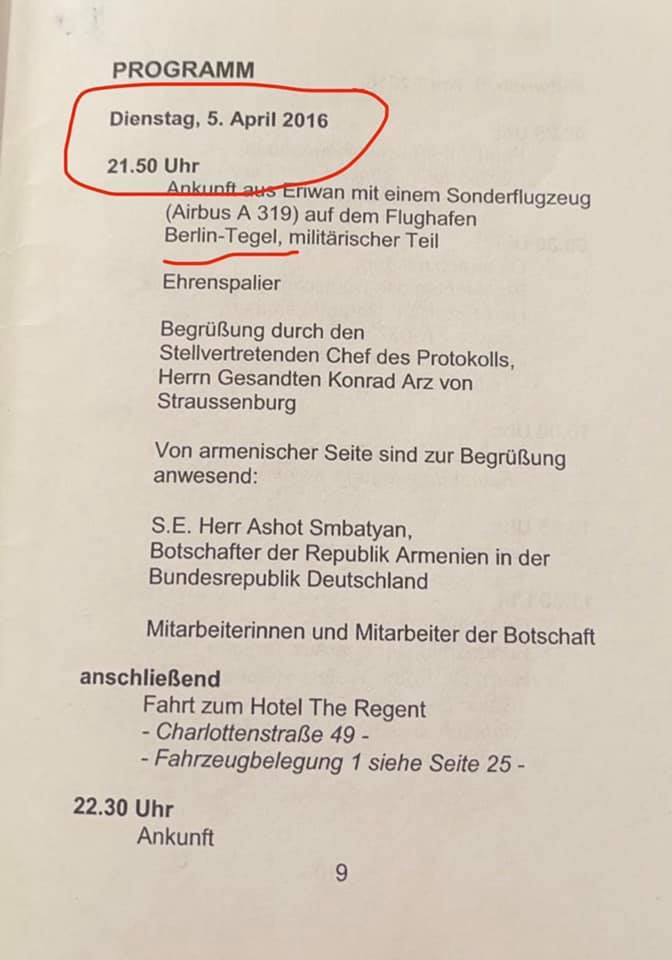 PROGRAMM
Dienstag, 5. April 2016
21.50 Uhr
Ankunft aus Eriwan mit einem Sonderflugzeug
(Airbus A 319) auf dem Flughafen
Berlin-Tegel, militärischer Teil
Ehrenspalier
Begrüßung durch den
Stellvertretenden Chef des Protokolls,
Herrn Gesandten Konrad Arz von
Straussenburg
Von armenischer Seite sind zur Begrüßung
anwesend:
S.E. Herr Ashot Smbatyan,
Botschafter der Republik Armenien in der
Bundesrepublik Deutschland
Mitarbeiterinnen und Mitarbeiter der Botschaft
anschließend
Fahrt zum Hotel The Regent
- Charlottenstraße 49 -
- Fahrzeugbelegung 1 siehe Seite 25 -
22.30 Uhr
Ankunft
9